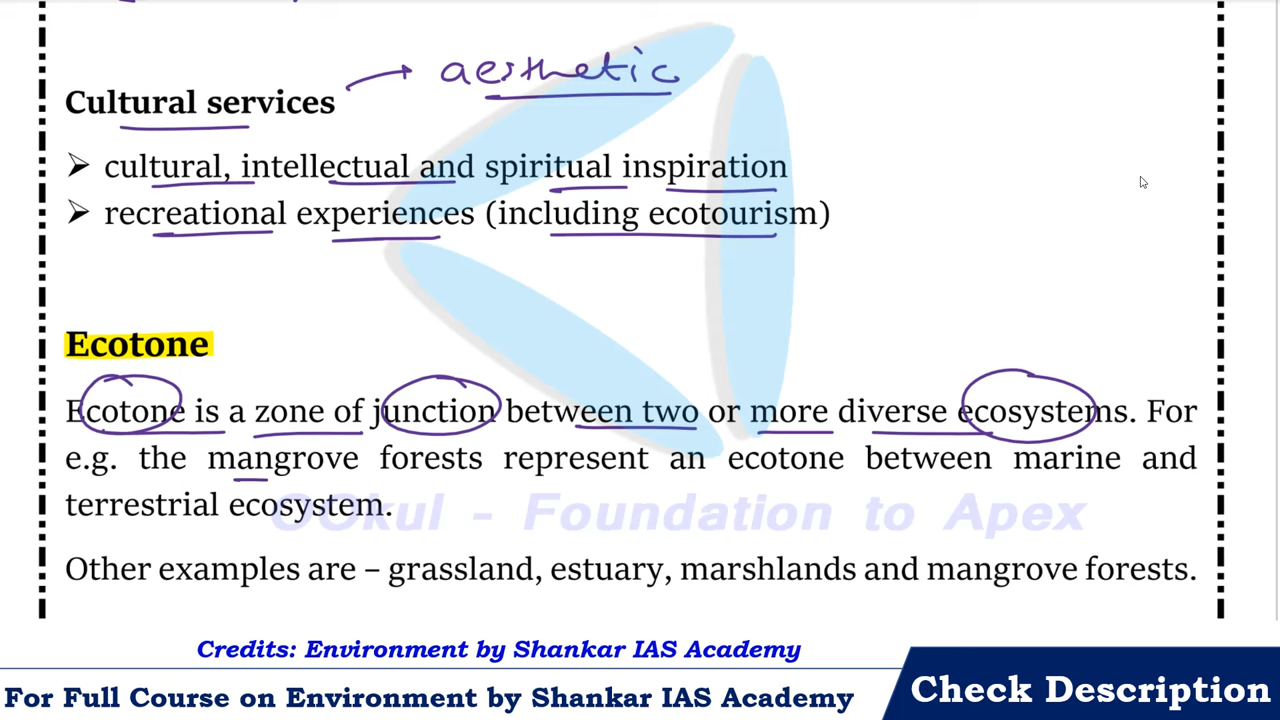 aesthetic
Cultural services
➢ cultural, intellectual and spiritual inspiration
➢ recreational experiences (including ecotourism)
Ecotone
Ecotone is a zone of junction between two or more diverse ecosystems. For
e.g. the mangrove forests represent an ecotone between marine and
terrestrial ecosystem.
GOkul - Foundation to Apex
Other examples are – grassland, estuary, marshlands and mangrove forests.
Credits: Environment by Shankar IAS Academy
For Full Course on Environment by Shankar IAS Academy
Check Description